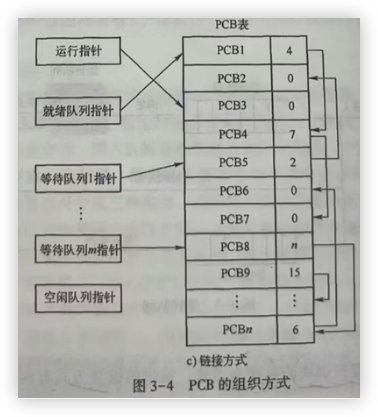 PCB表
运行指针
就绪队列指针
等待队列1指针
⋮
等待队列m指针
空闲队列指针
PCB1 4
PCB2 0
PCB3 0
PCB4 7
PCB5 2
PCB6 0
PCB7 0
PCB8 n
PCB9 15
⋮ ⋮
PCBn 6
c) 链接方式
图 3-4 PCB 的组织方式